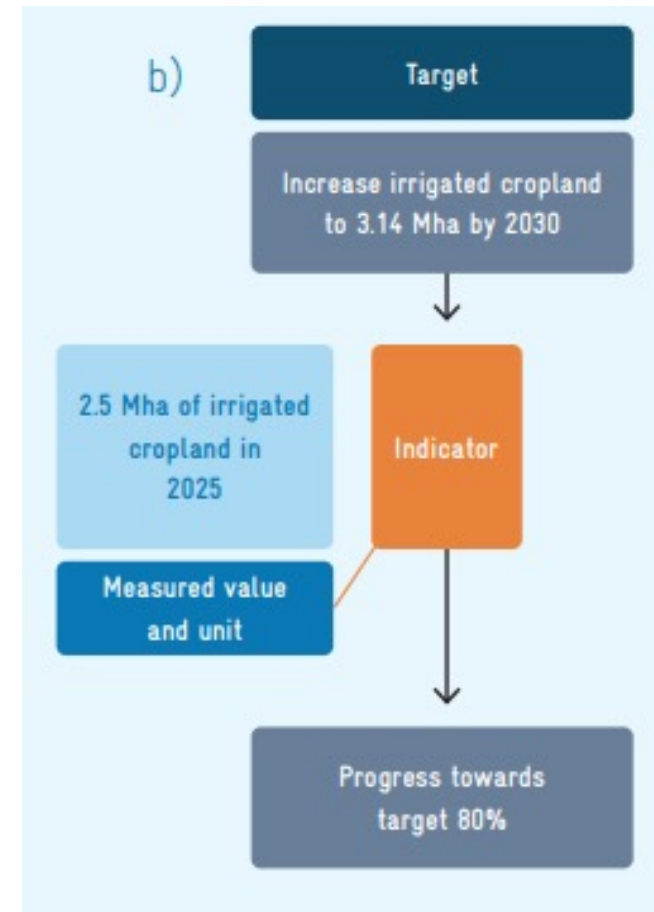 b)
Target
Increase irrigated cropland
to 3.14 Mha by 2030
2.5 Mha of irrigated
cropland in
2025
Indicator
Measured value
and unit
Progress towards
target 80%